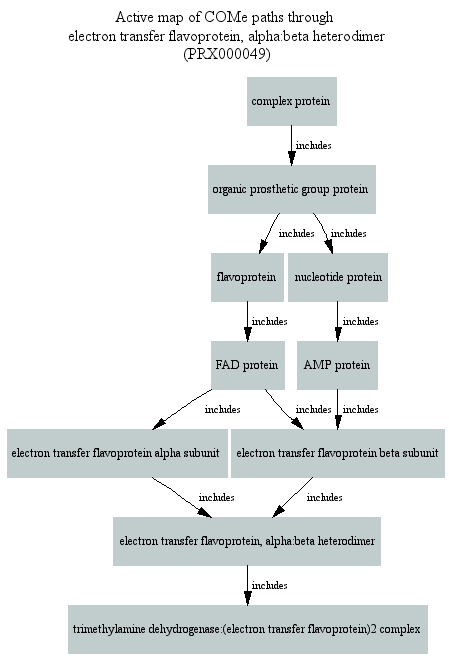 Active map of COMe paths through
electron transfer flavoprotein, alpha:beta heterodimer
(PRX000049)
complex protein
includes
organic prosthetic group protein
includes includes
flavoprotein nucleotide protein
includes includes
FAD protein AMP protein
includes includes includes
electron transfer flavoprotein alpha subunit electron transfer flavoprotein beta subunit
includes includes
electron transfer flavoprotein, alpha:beta heterodimer
includes
trimethylamine dehydrogenase:(electron transfer flavoprotein)2 complex